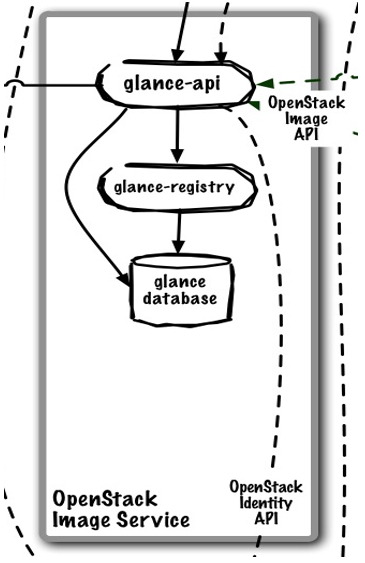 glance-api
OpenStack
Image
API
glance-registry
glance
database
OpenStack
Identity
API
OpenStack
Image Service